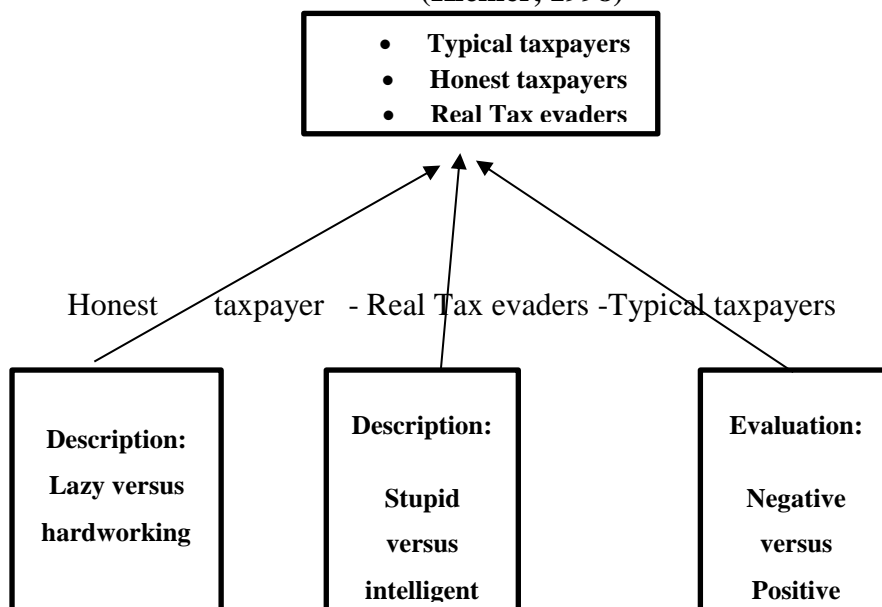 • Typical taxpayers
• Honest taxpayers
• Real Tax evaders
Honest taxpayer - Real Tax evaders -Typical taxpayers
Description:
Lazy versus
hardworking
Description:
Stupid
versus
intelligent
Evaluation:
Negative
versus
Positive